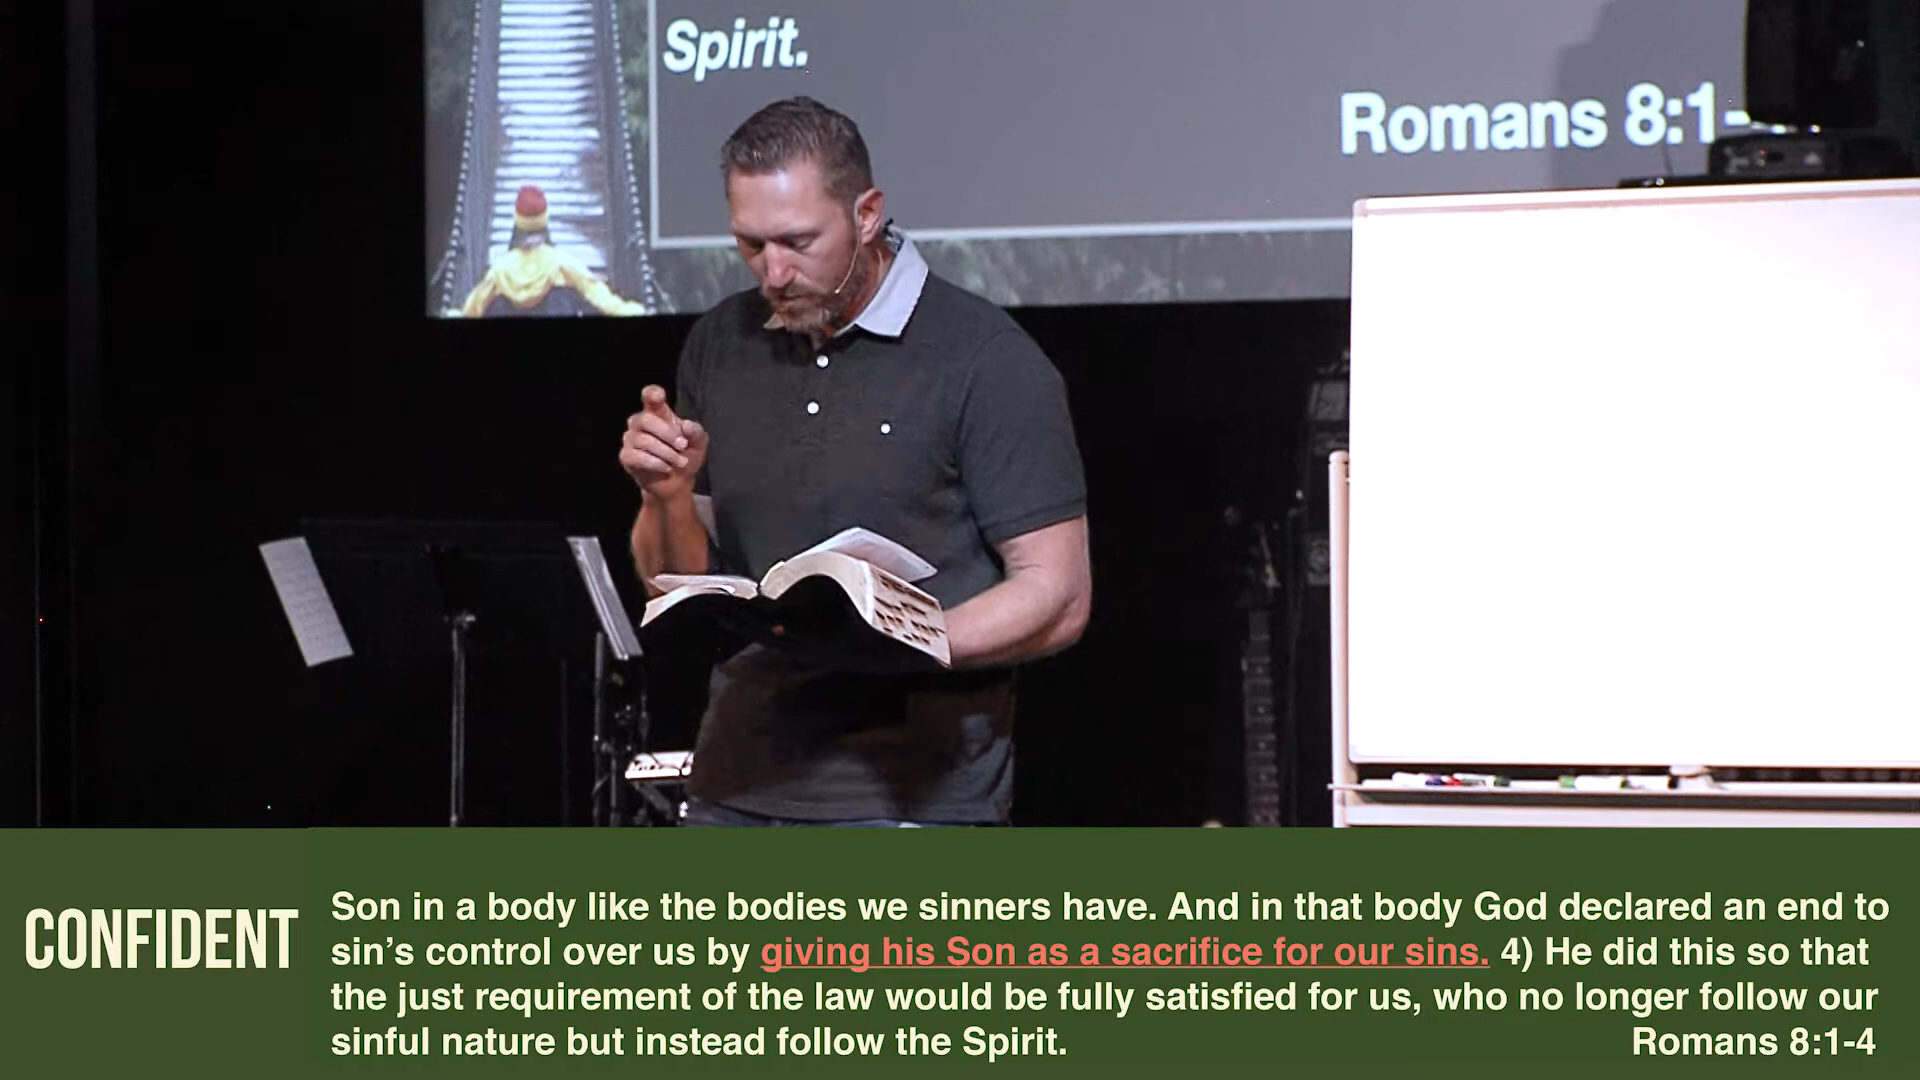 Spirit.
Romans 8:1-
CONFIDENT
Son in a body like the bodies we sinners have. And in that body God declared an end to
sin’s control over us by giving his Son as a sacrifice for our sins. 4) He did this so that
the just requirement of the law would be fully satisfied for us, who no longer follow our
sinful nature but instead follow the Spirit.
Romans 8:1-4